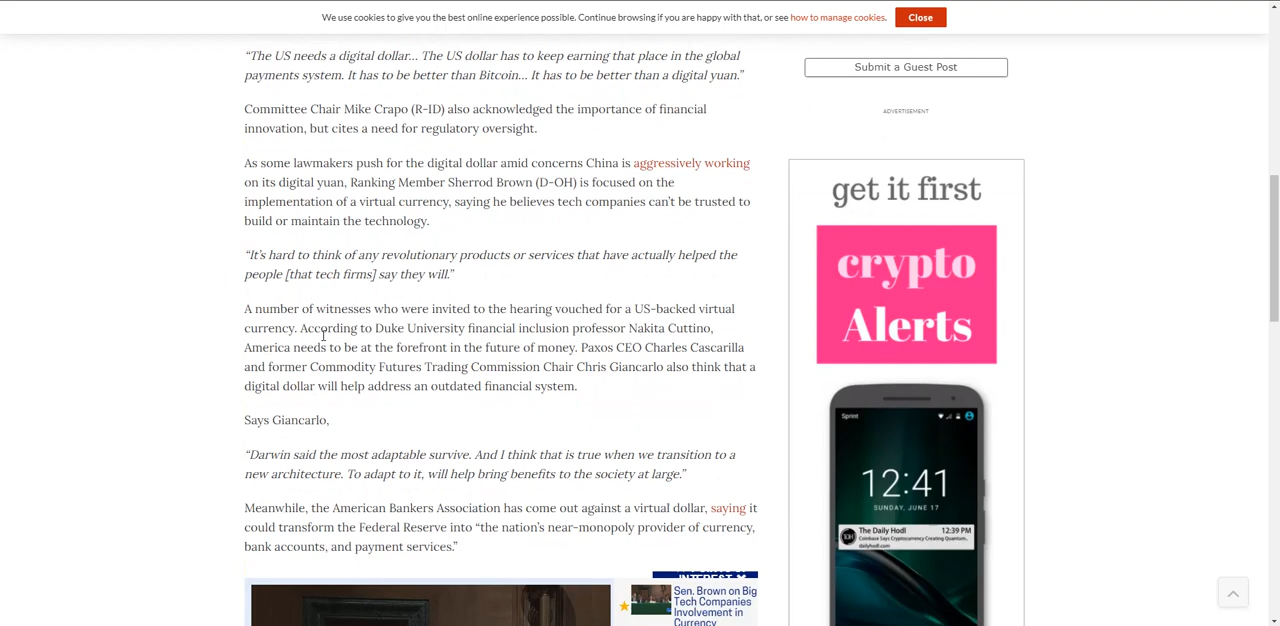 We use cookies to give you the best online experience possible. Continue browsing if you are happy with that, or see how to manage cookies. Close
“The US needs a digital dollar… The US dollar has to keep earning that place in the global
payments system. It has to be better than Bitcoin… It has to be better than a digital yuan.”
Committee Chair Mike Crapo (R-ID) also acknowledged the importance of financial
innovation, but cites a need for regulatory oversight.
As some lawmakers push for the digital dollar amid concerns China is aggressively working
on its digital yuan, Ranking Member Sherrod Brown (D-OH) is focused on the
implementation of a virtual currency, saying he believes tech companies can’t be trusted to
build or maintain the technology.
“It’s hard to think of any revolutionary products or services that have actually helped the
people [that tech firms] say they will.”
A number of witnesses who were invited to the hearing vouched for a US-backed virtual
currency. According to Duke University financial inclusion professor Nakita Cuttino,
America needs to be at the forefront in the future of money. Paxos CEO Charles Cascarilla
and former Commodity Futures Trading Commission Chair Chris Giancarlo also think that a
digital dollar will help address an outdated financial system.
Says Giancarlo,
“Darwin said the most adaptable survive. And I think that is true when we transition to a
new architecture. To adapt to it, will help bring benefits to the society at large.”
Meanwhile, the American Bankers Association has come out against a virtual dollar, saying it
could transform the Federal Reserve into “the nation’s near-monopoly provider of currency,
bank accounts, and payment services.”
INTEREST
Sen. Brown on Big
Tech Companies
Involvement in
Currency
Submit a Guest Post
ADVERTISEMENT
get it first
crypto
Alerts
Sprint
12:41
SUNDAY, JUNE 17
The Daily Hodl 12:39 PM
Coinbase Says Cryptocurrency Creating Quantum,
dailyhodl.com